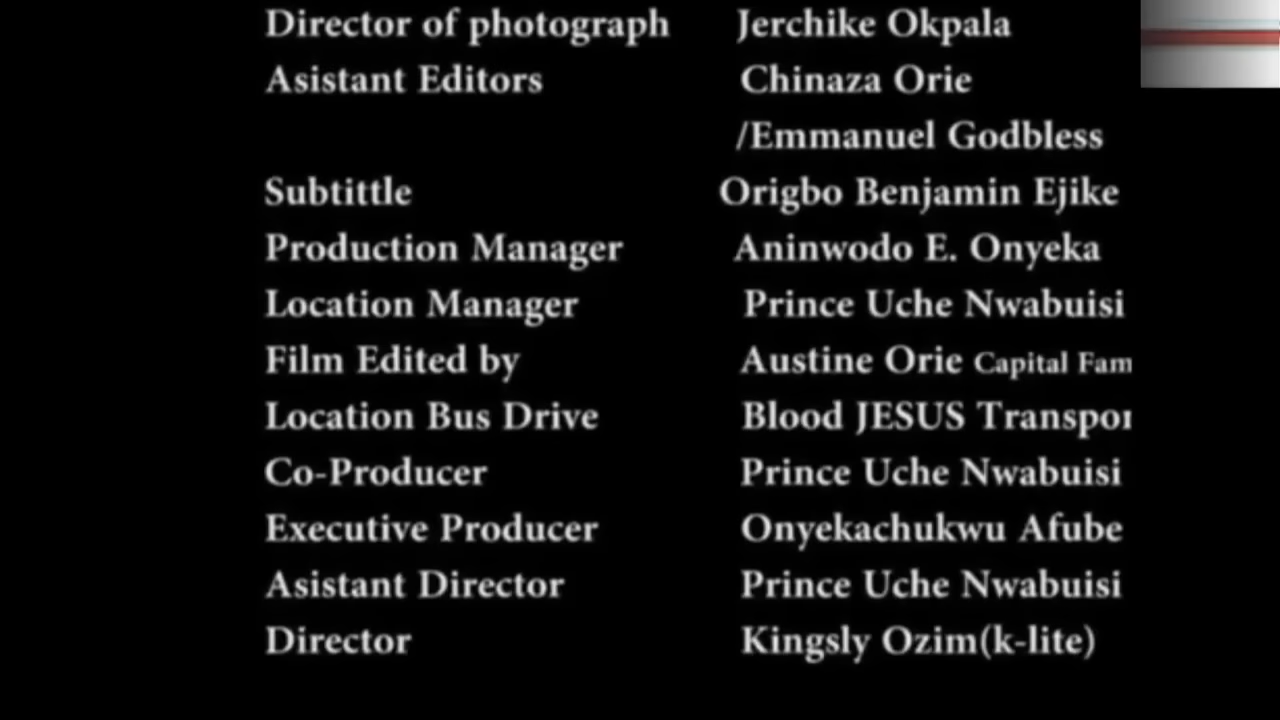 Director of photograph Jerchike Okpala
Asistant Editors Chinaza Orie
/Emmanuel Godbless
Subtittle Origbo Benjamin Ejike
Production Manager Aninwodo E. Onyeka
Location Manager Prince Uche Nwabuisi
Film Edited by Austine Orie Capital Fam
Location Bus Drive Blood JESUS Transpor
Co-Producer Prince Uche Nwabuisi
Executive Producer Onyekachukwu Afube
Asistant Director Prince Uche Nwabuisi
Director Kingsly Ozim(k-lite)